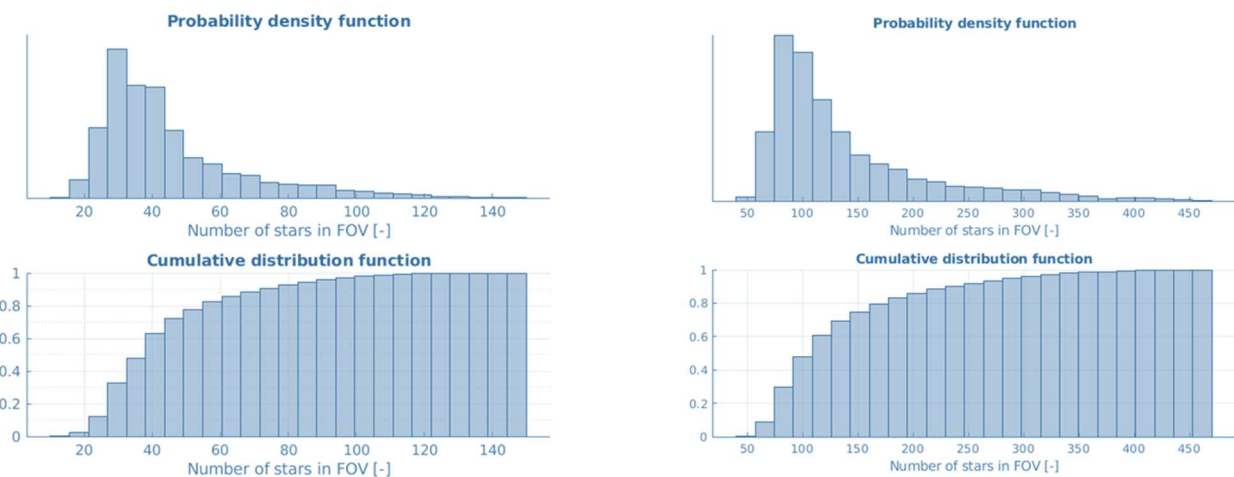 Probability density function
20 40 60 80 100 120 140
Number of stars in FOV [-]
Cumulative distribution function
1
0.8
0.6
0.4
0.2
0
20 40 60 80 100 120 140
Number of stars in FOV [-]
Probability density function
50 100 150 200 250 300 350 400 450
Number of stars in FOV [-]
Cumulative distribution function
1
0.8
0.6
0.4
0.2
0
50 100 150 200 250 300 350 400 450
Number of stars in FOV [-]